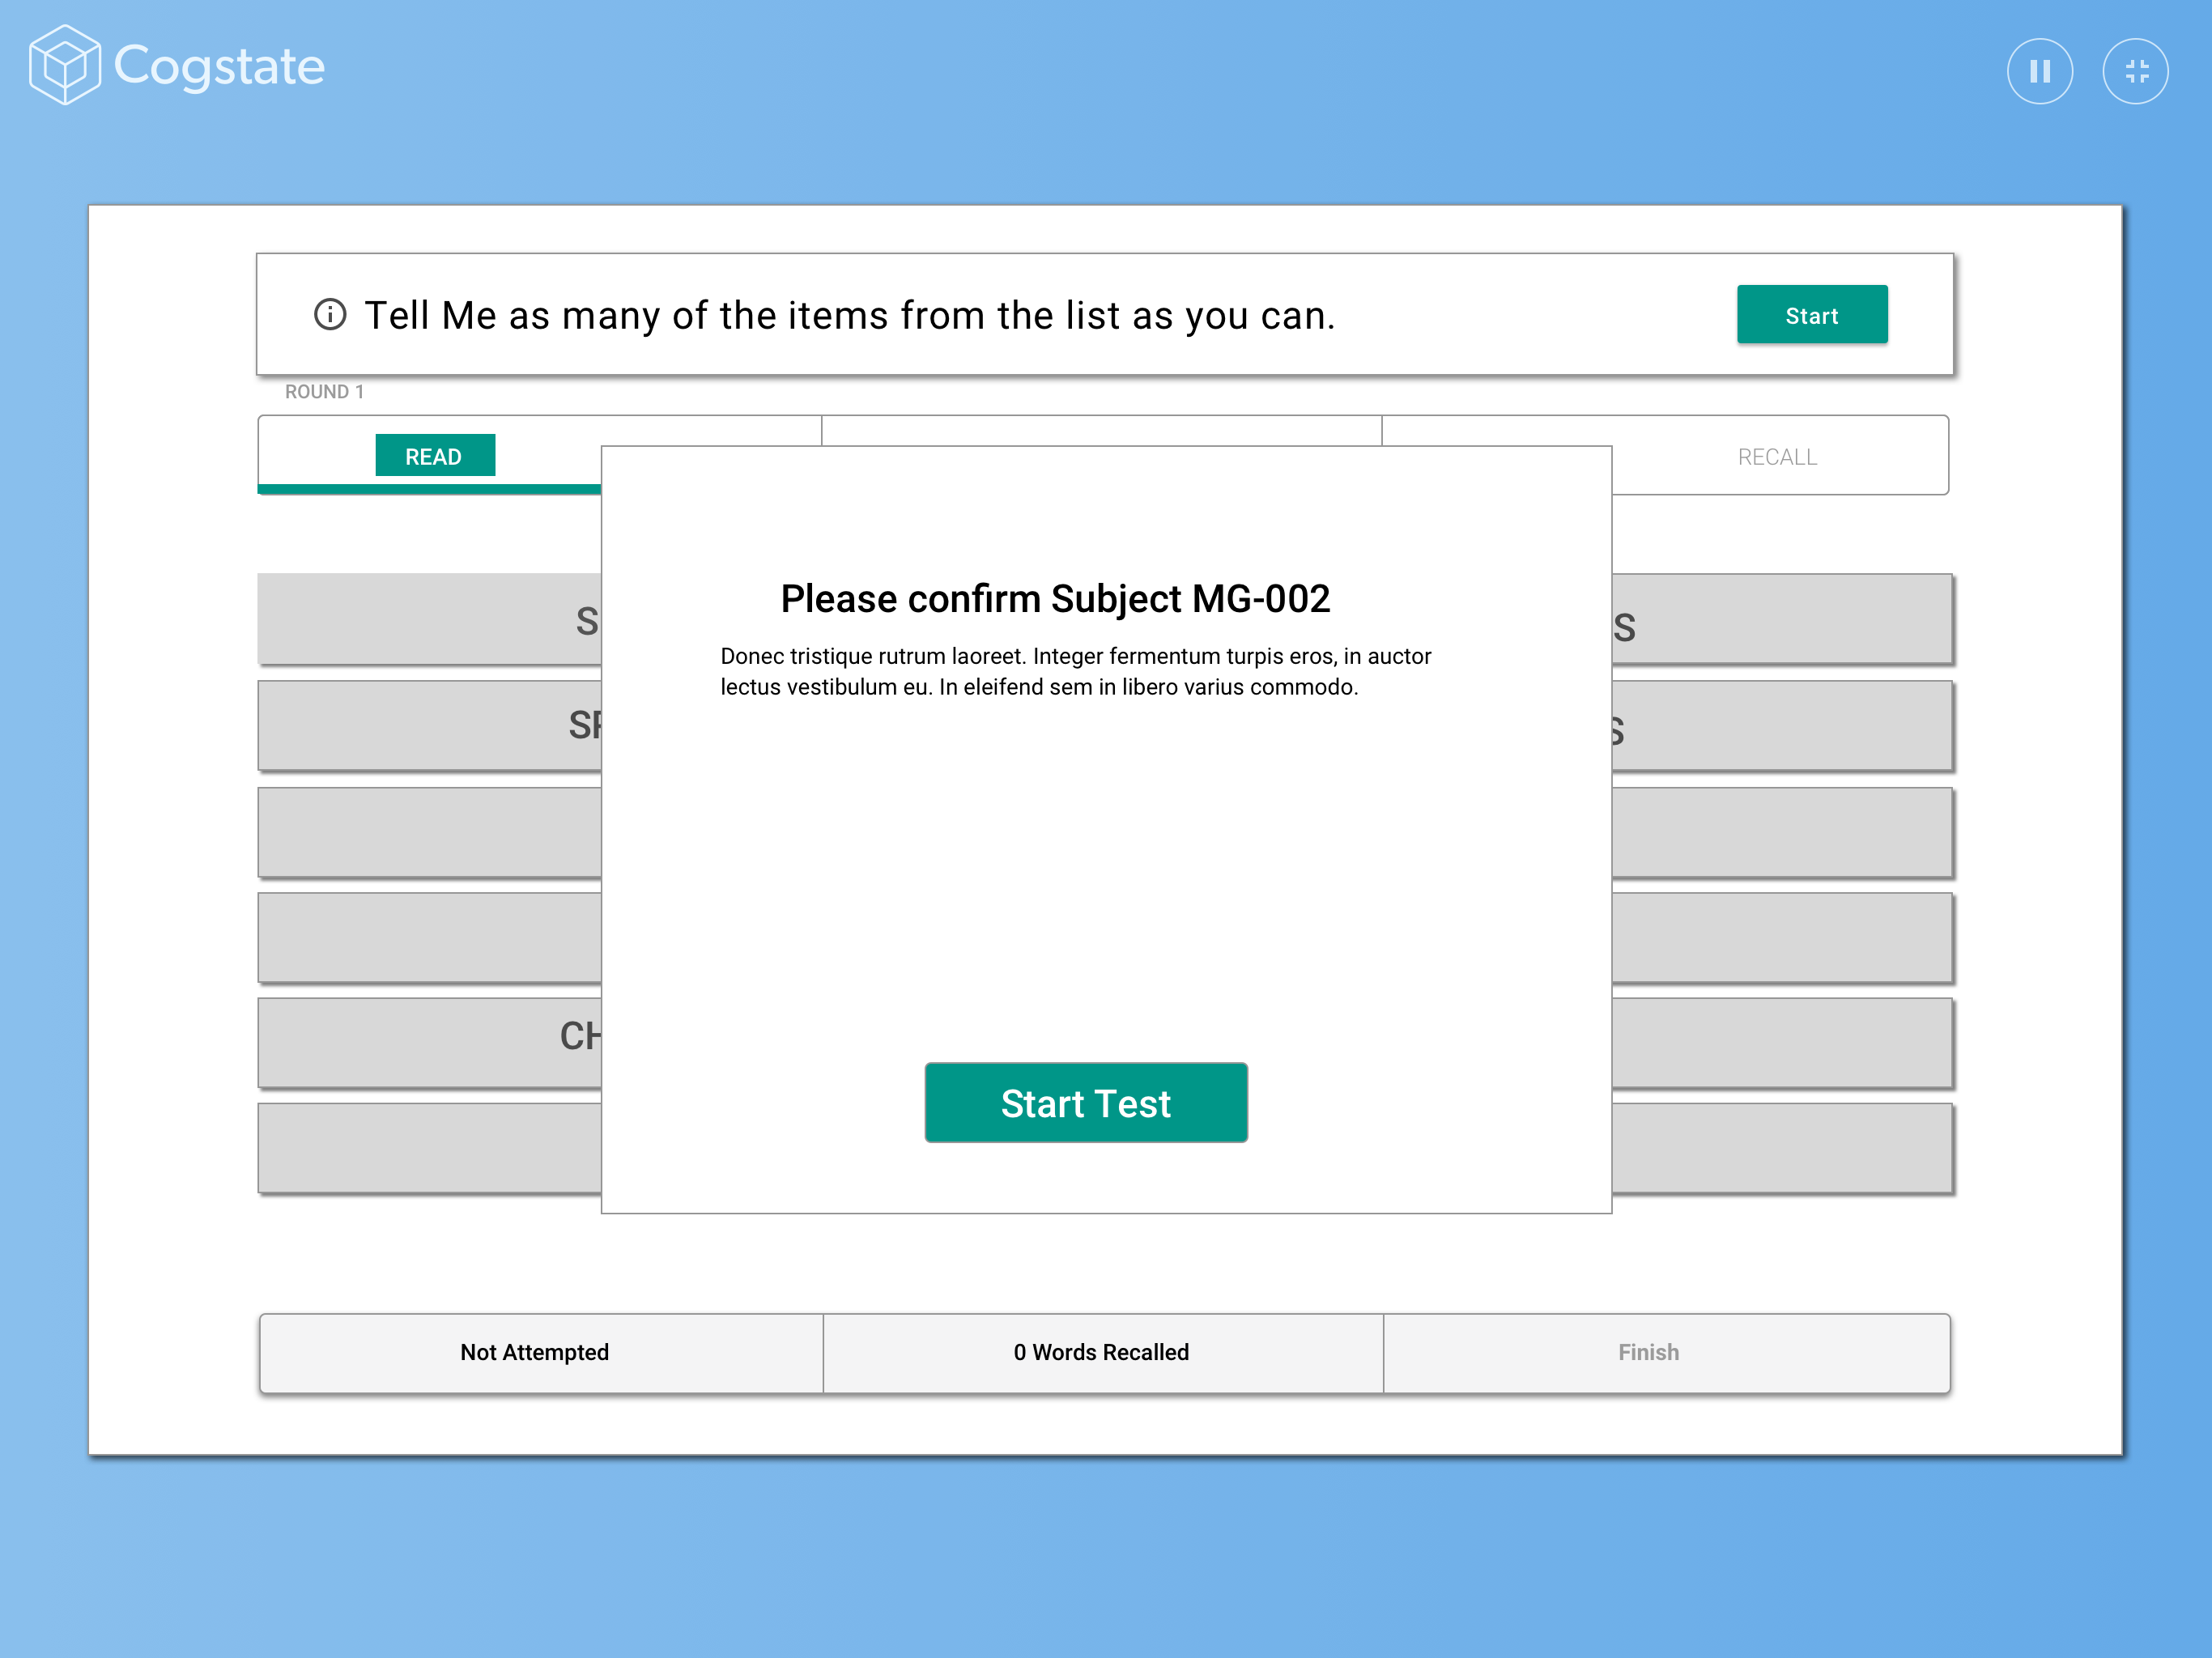 Cogstate
Tell Me as many of the items from the list as you can.
Start
ROUND 1
READ
RECALL
Please confirm Subject MG-002
Donec tristique rutrum laoreet. Integer fermentum turpis eros, in auctor
lectus vestibulum eu. In eleifend sem in libero varius commodo.
Start Test
Not Attempted
0 Words Recalled
Finish